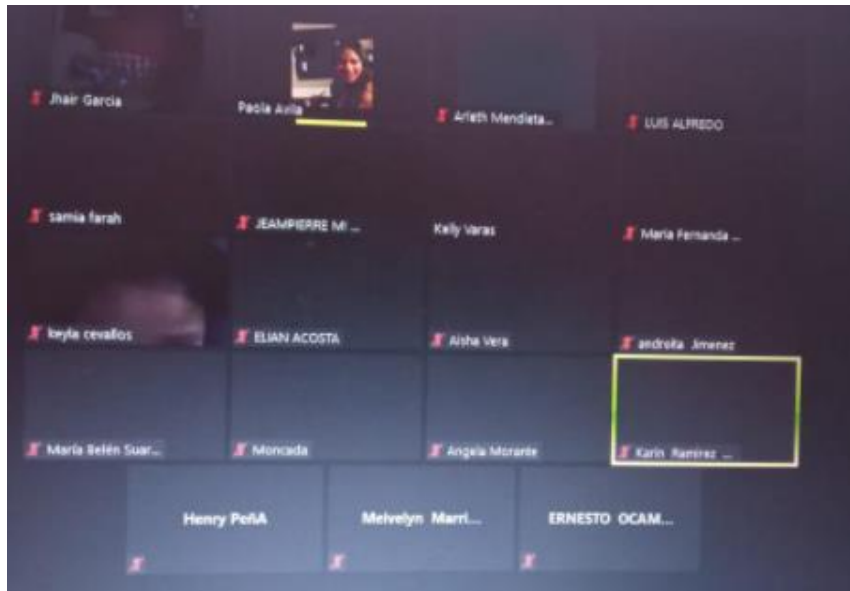 Jhair Garcia
Paola Avila
Arleth Mendieta...
LUIS ALFREDO
samia farah
JEAMPIERRE MI ...
Kelly Varas
Maria Fernanda ...
keyla cevallos
ELIAN ACOSTA
Aisha Vera
androita Jimenez
María Belén Suar...
Moncada
Angela Morante
Karin Ramirez ...
Henry PeñA
Melvelyn Marri...
ERNESTO OCAM...